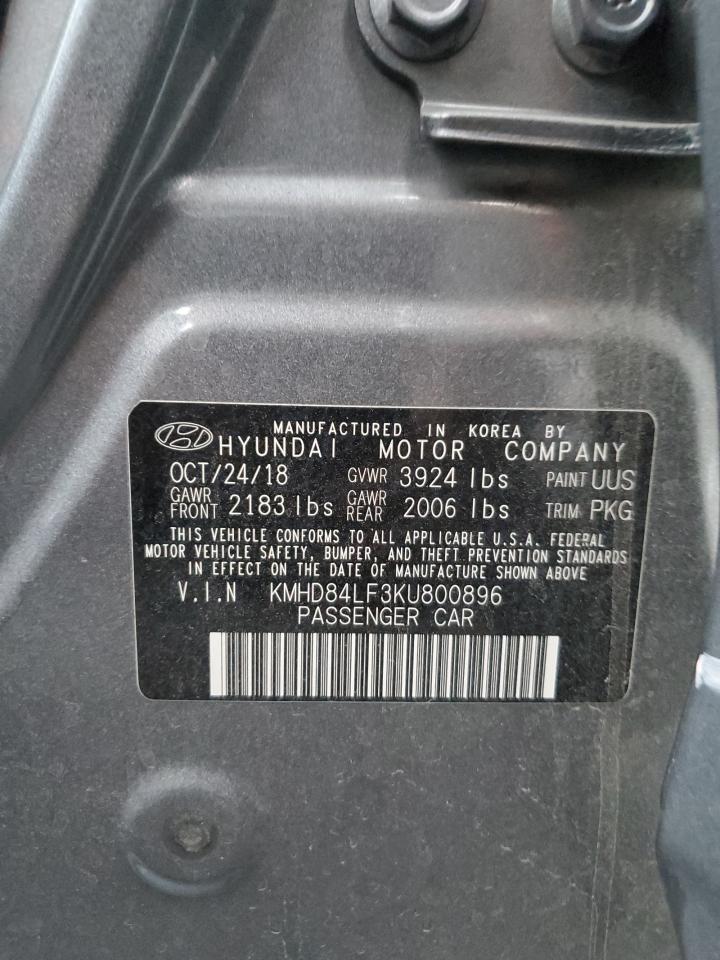 MANUFACTURED IN KOREA BY
HYUNDAI MOTOR COMPANY
OCT/24/18 GVWR 3924 lbs PAINT UUS
GAWR FRONT 2183 lbs GAWR REAR 2006 lbs TRIM PKG
THIS VEHICLE CONFORMS TO ALL APPLICABLE U.S.A. FEDERAL
MOTOR VEHICLE SAFETY, BUMPER, AND THEFT PREVENTION STANDARDS
IN EFFECT ON THE DATE OF MANUFACTURE SHOWN ABOVE
V.I.N KMHD84LF3KU800896
PASSENGER CAR